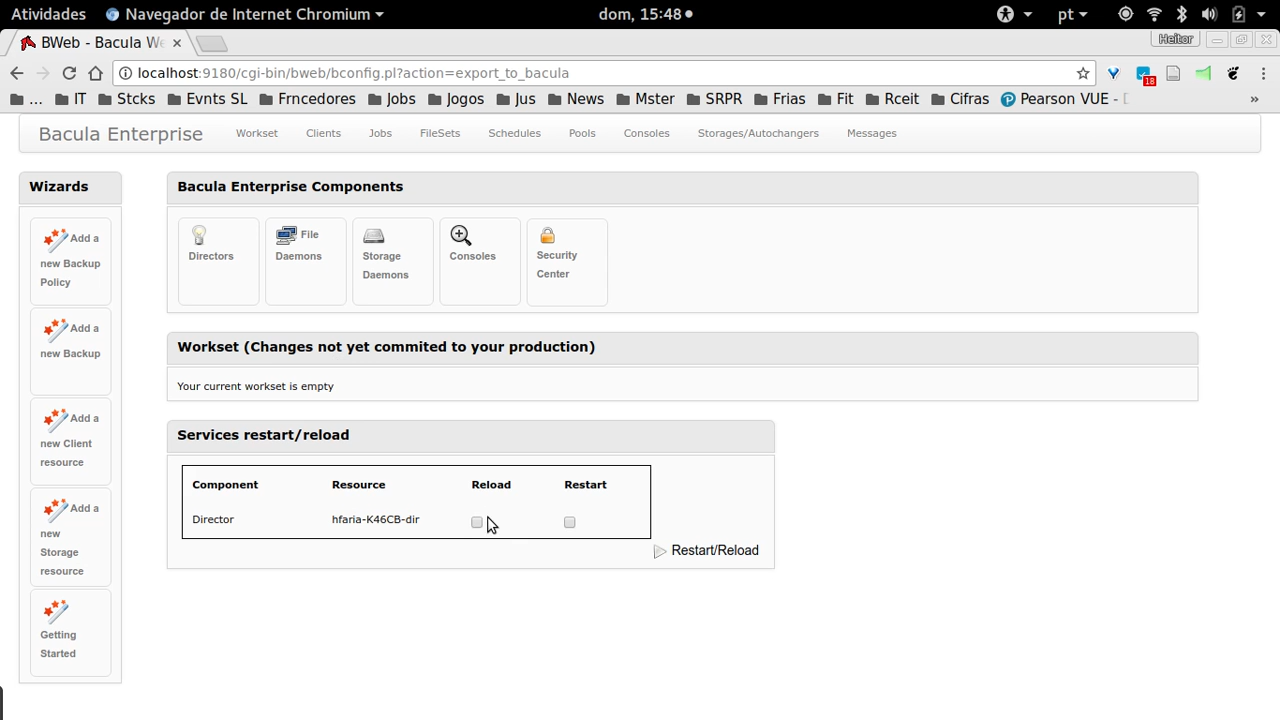 Atividades Navegador de Internet Chromium dom, 15:48 pt
BWeb - Bacula We Heitor
localhost:9180/cgi-bin/bweb/bconfig.pl?action=export_to_bacula 18
... IT Stcks Evnts SL Frncedores Jobs Jogos Jus News Mster SRPR Frias Fit Rceit Cifras Pearson VUE - »
Bacula Enterprise Workset Clients Jobs FileSets Schedules Pools Consoles Storages/Autochangers Messages
Wizards
Add a
new Backup
Policy
Add a
new Backup
Add a
new Client
resource
Add a
new
Storage
resource
Getting
Started
Bacula Enterprise Components
Directors
File
Daemons
Storage
Daemons
Consoles
Security
Center
Workset (Changes not yet commited to your production)
Your current workset is empty
Services restart/reload
Component Resource Reload Restart
Director hfaria-K46CB-dir
Restart/Reload